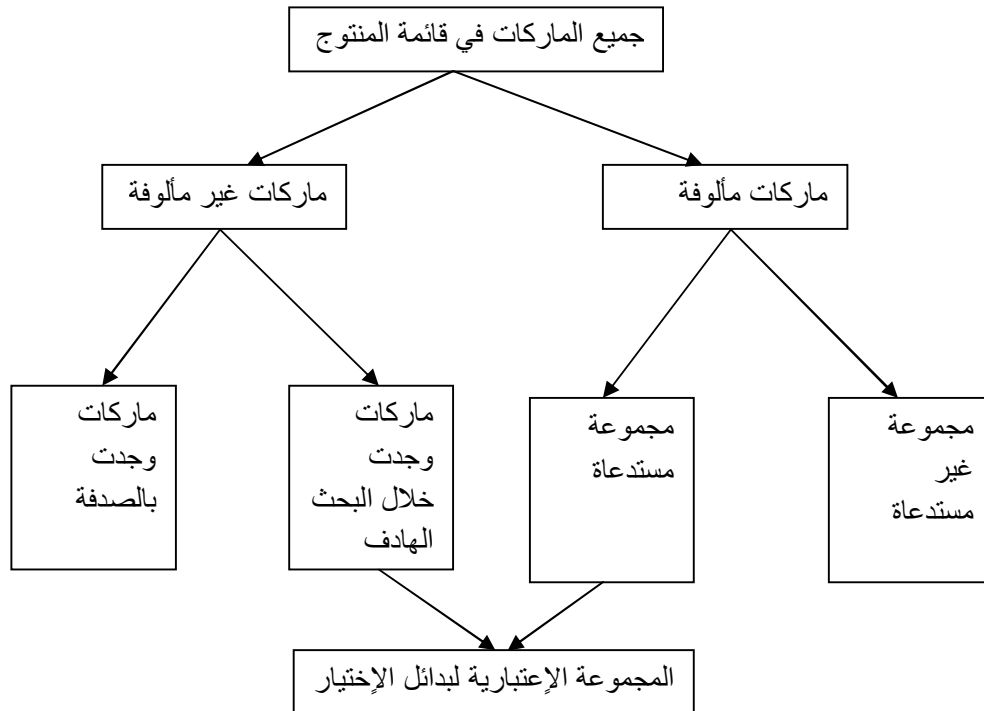 جميع الماركات في قائمة المنتوج
ماركات مألوفة
ماركات غير مألوفة
مجموعة
غير
مستدعاة
مجموعة
مستدعاة
ماركات
وجدت
خلال البحث
الهادف
ماركات
وجدت
بالصدفة
المجموعة الإعتبارية لبدائل الإختيار